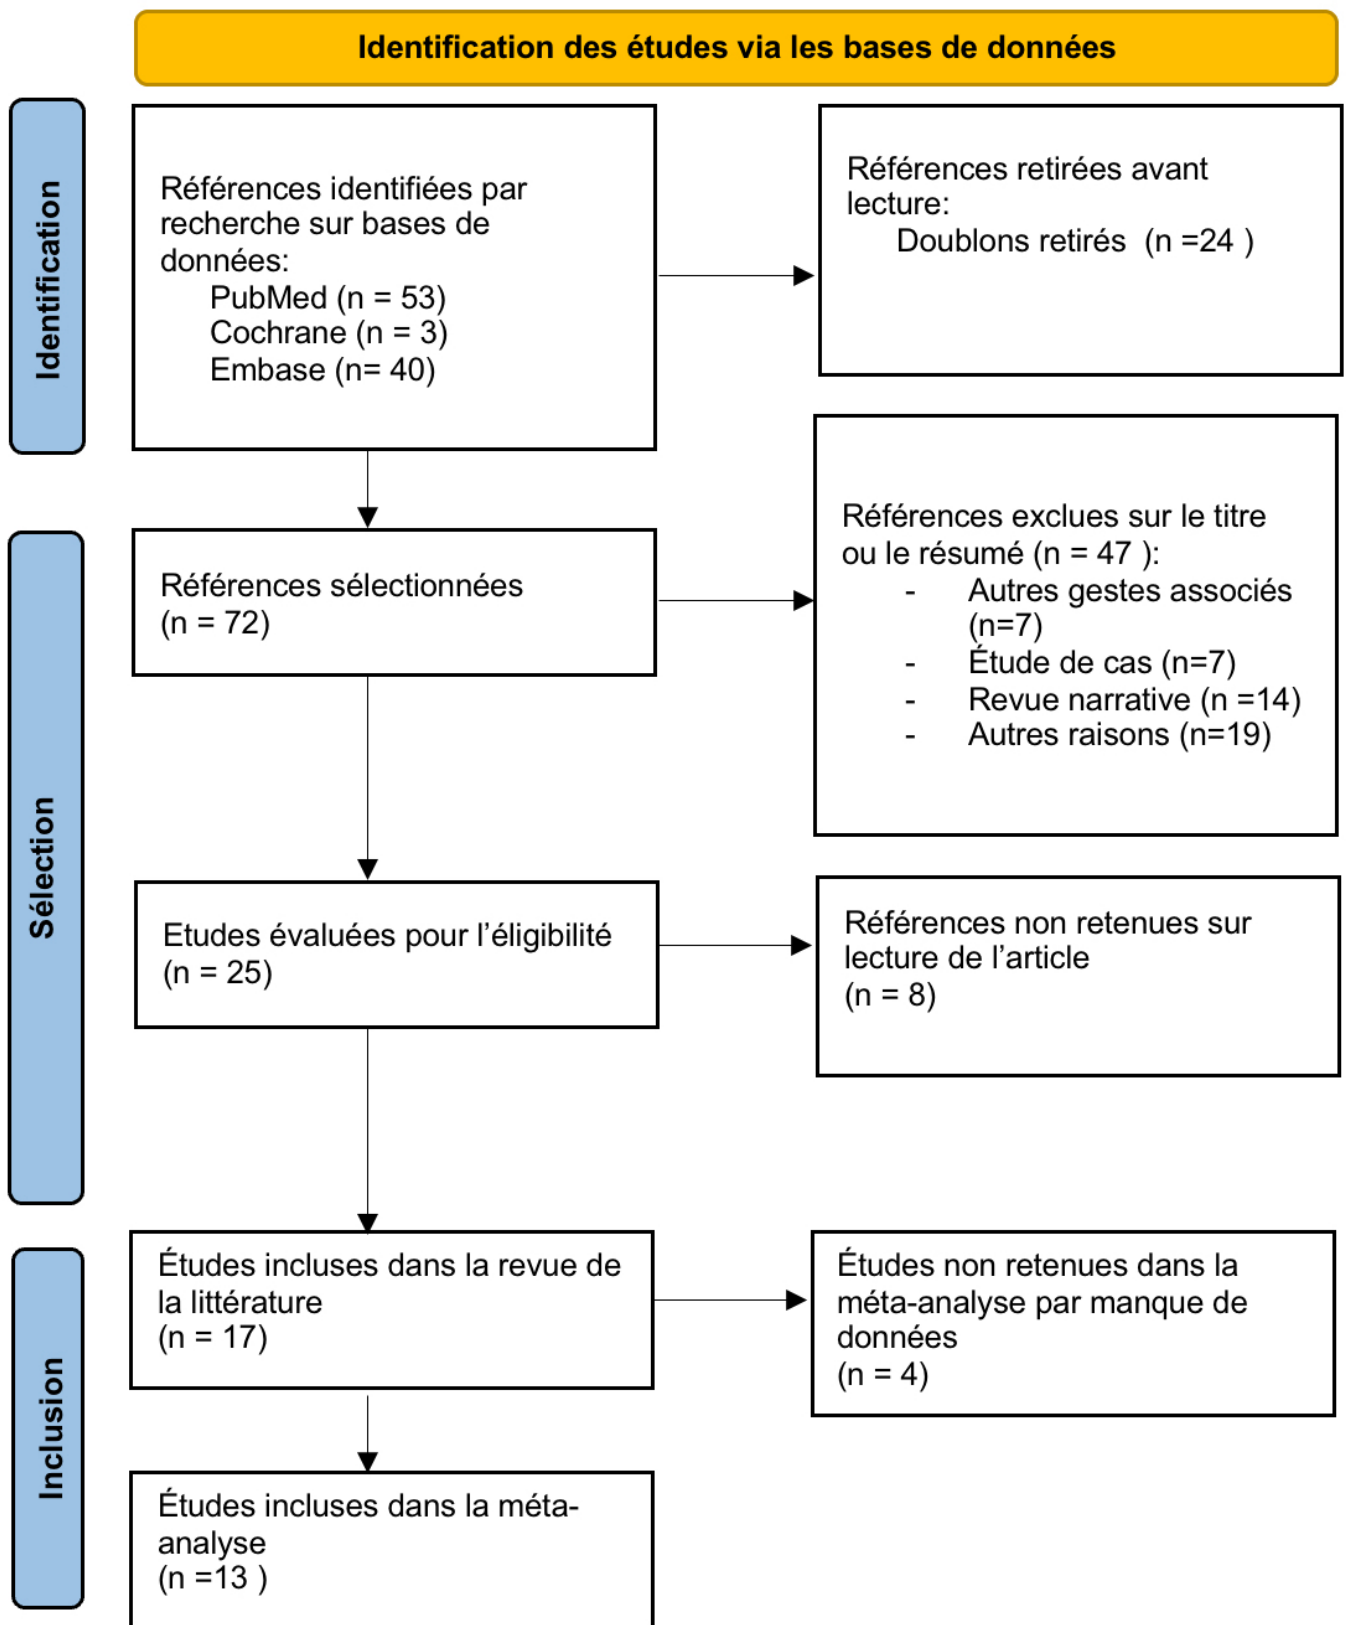 Identification des études via les bases de données
Identification
Références identifiées par
recherche sur bases de
données:
PubMed (n = 53)
Cochrane (n = 3)
Embase (n= 40)
Références retirées avant
lecture:
Doublons retirés  (n =24 )
Sélection
Références sélectionnées
(n = 72)
Références exclues sur le titre
ou le résumé (n = 47 ):
- Autres gestes associés
(n=7)
- Étude de cas (n=7)
- Revue narrative (n =14)
- Autres raisons (n=19)
Etudes évaluées pour l’éligibilité
(n = 25)
Références non retenues sur
lecture de l’article
(n = 8)
Inclusion
Études incluses dans la revue de
la littérature
(n = 17)
Études non retenues dans la
méta-analyse par manque de
données
(n = 4)
Études incluses dans la méta-
analyse
(n =13 )